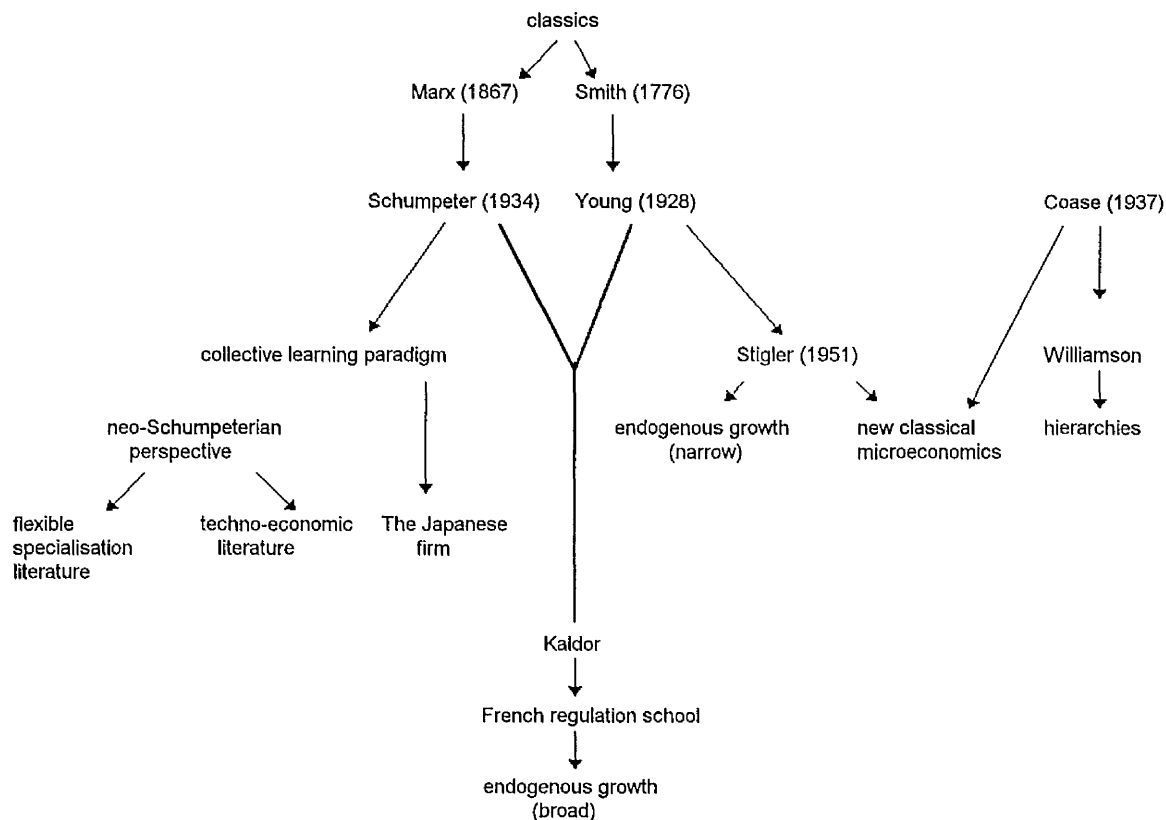 classics
Marx (1867)
Smith (1776)
Schumpeter (1934)
Young (1928)
Coase (1937)
collective learning paradigm
Stigler (1951)
Williamson
neo-Schumpeterian
perspective
endogenous growth
(narrow)
new classical
microeconomics
hierarchies
flexible
specialisation
literature
techno-economic
literature
The Japanese
firm
Kaldor
French regulation school
endogenous growth
(broad)